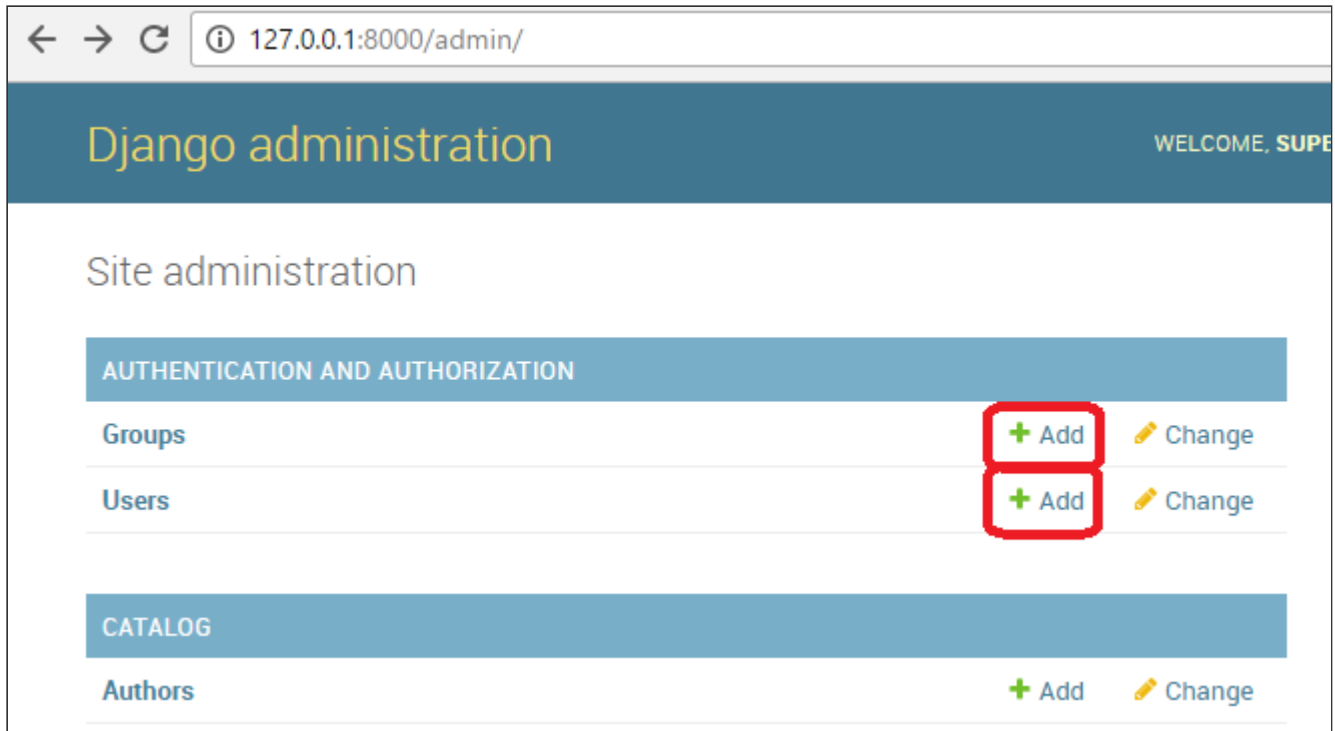 127.0.0.1:8000/admin/
Django administration
WELCOME, SUPE
Site administration
AUTHENTICATION AND AUTHORIZATION
Groups Add Change
Users Add Change
CATALOG
Authors Add Change